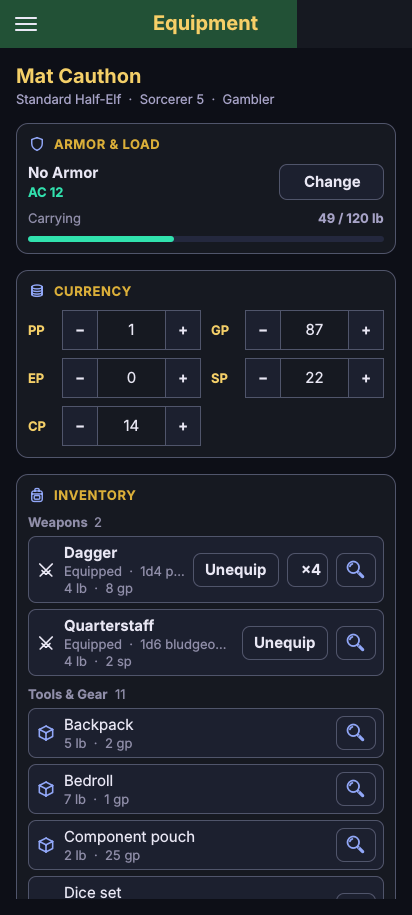 Equipment
Mat Cauthon
Standard Half-Elf · Sorcerer 5 · Gambler
ARMOR & LOAD
No Armor
AC 12
Change
Carrying 49 / 120 lb
CURRENCY
PP − 1 + GP − 87 +
EP − 0 + SP − 22 +
CP − 14 +
INVENTORY
Weapons 2
Dagger
Equipped · 1d4 p...
4 lb · 8 gp
Unequip ×4
Quarterstaff
Equipped · 1d6 bludgeo...
4 lb · 2 sp
Unequip
Tools & Gear 11
Backpack
5 lb · 2 gp
Bedroll
7 lb · 1 gp
Component pouch
2 lb · 25 gp
Dice set